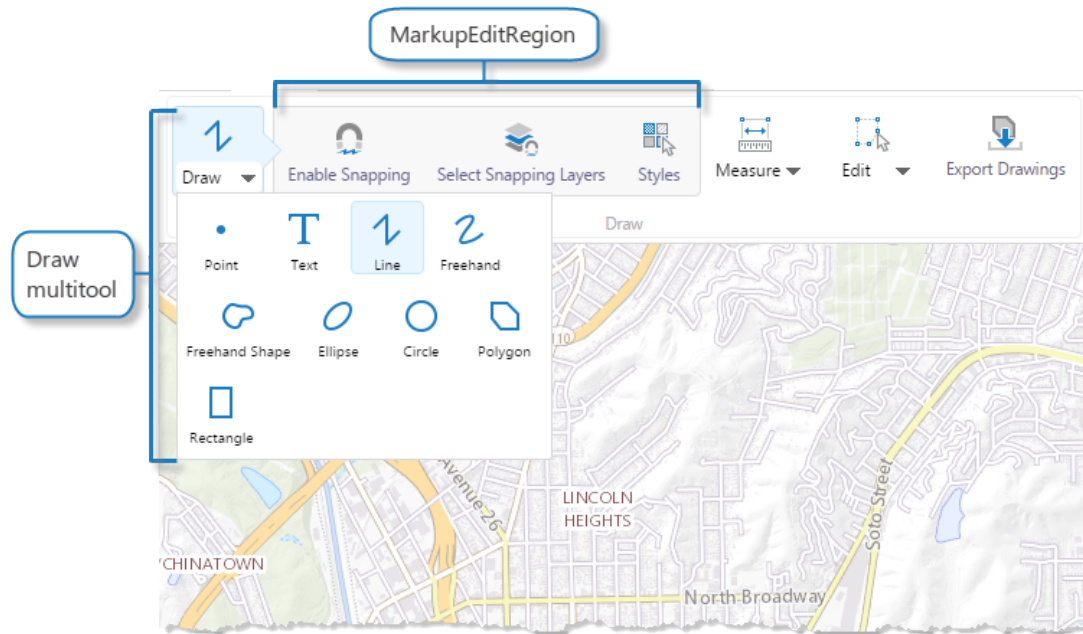 MarkupEditRegion
Draw
Enable Snapping
Select Snapping Layers
Styles
Measure
Edit
Export Drawings
Draw
Draw
multitool
Point
Text
Line
Freehand
Freehand Shape
Ellipse
Circle
Polygon
Rectangle
110
Avenue 26
LINCOLN
HEIGHTS
Soto Street
CHINATOWN
North Broadway